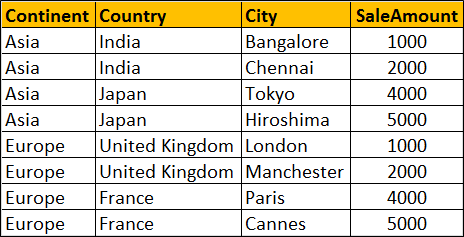 Continent Country City SaleAmount
Asia India Bangalore 1000
Asia India Chennai 2000
Asia Japan Tokyo 4000
Asia Japan Hiroshima 5000
Europe United Kingdom London 1000
Europe United Kingdom Manchester 2000
Europe France Paris 4000
Europe France Cannes 5000